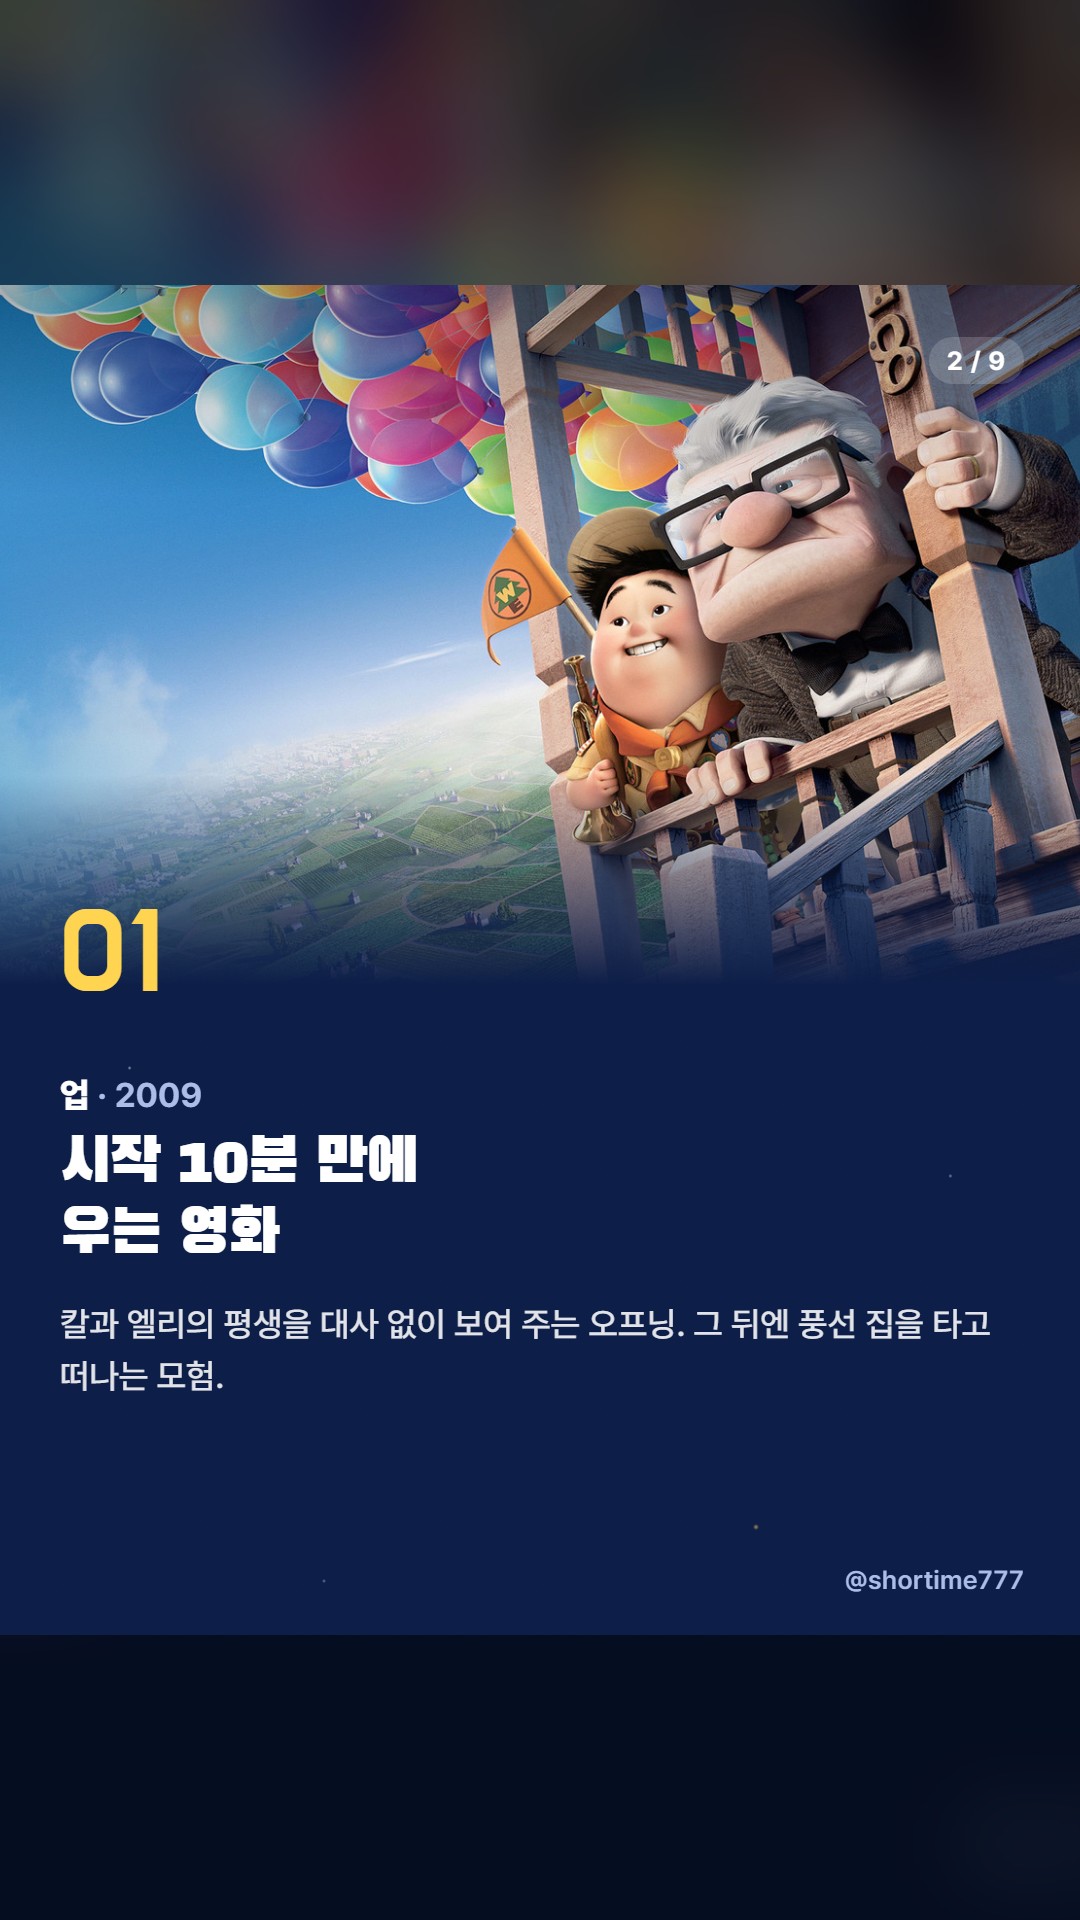 2 / 9
W
E
01
업 · 2009
시작 10분 만에
우는 영화
칼과 엘리의 평생을 대사 없이 보여 주는 오프닝. 그 뒤엔 풍선 집을 타고
떠나는 모험.
@shortime777